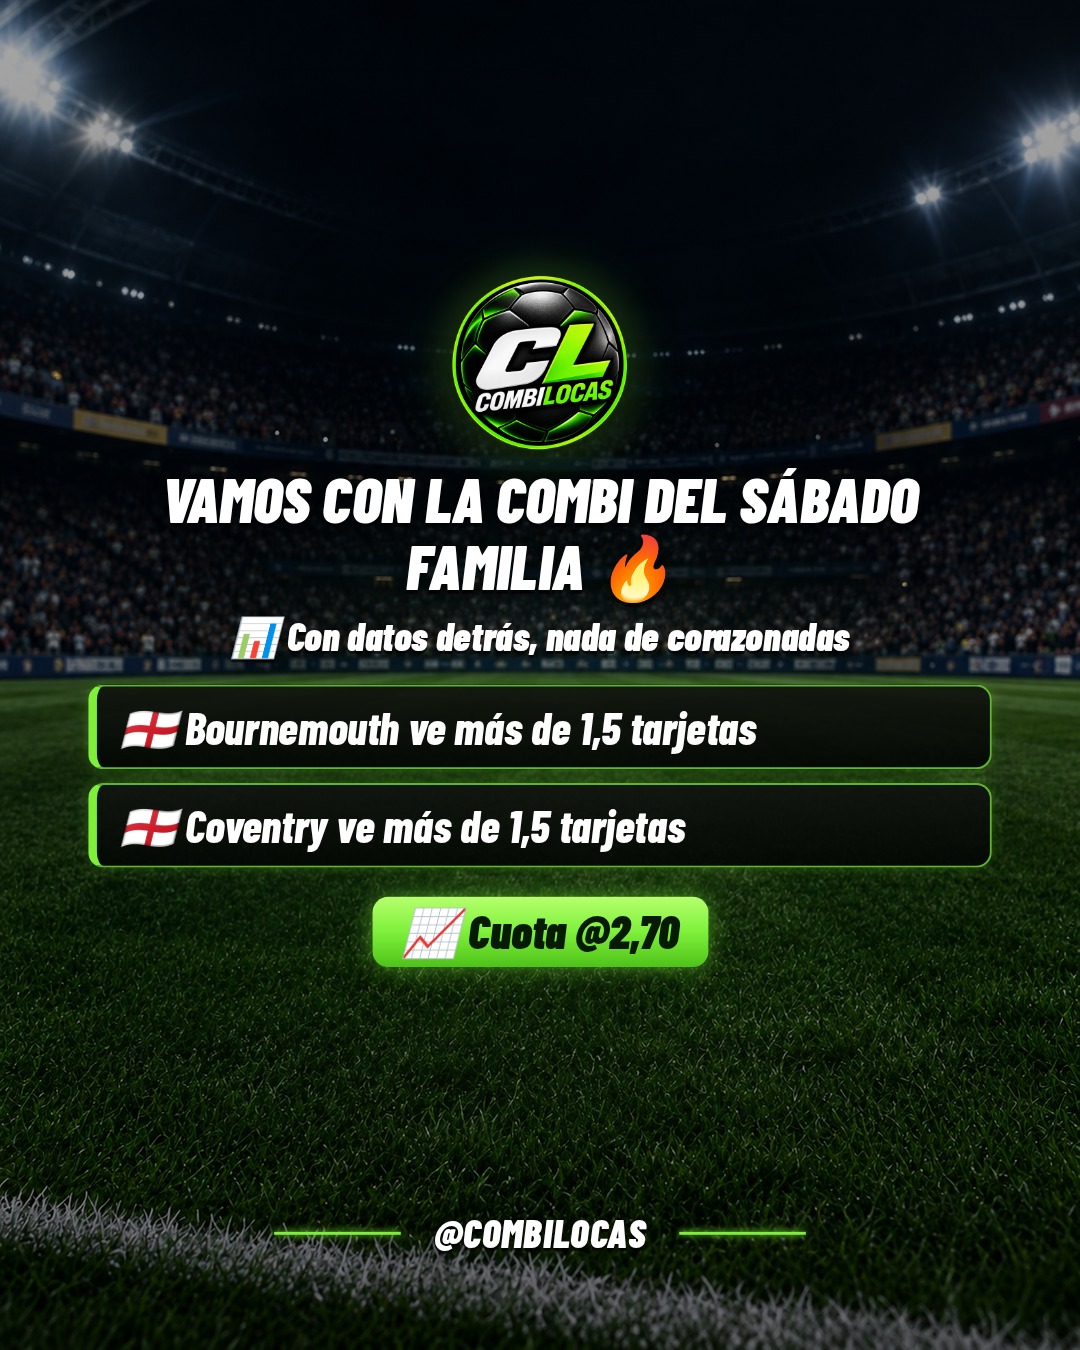 CL
COMBILOCAS
VAMOS CON LA COMBI DEL SÁBADO
FAMILIA 🔥
📊 Con datos detrás, nada de corazonadas
🏴󠁧󠁢󠁥󠁮󠁧󠁿 Bournemouth ve más de 1,5 tarjetas
🏴󠁧󠁢󠁥󠁮󠁧󠁿 Coventry ve más de 1,5 tarjetas
📈 Cuota @2,70
@COMBILOCAS